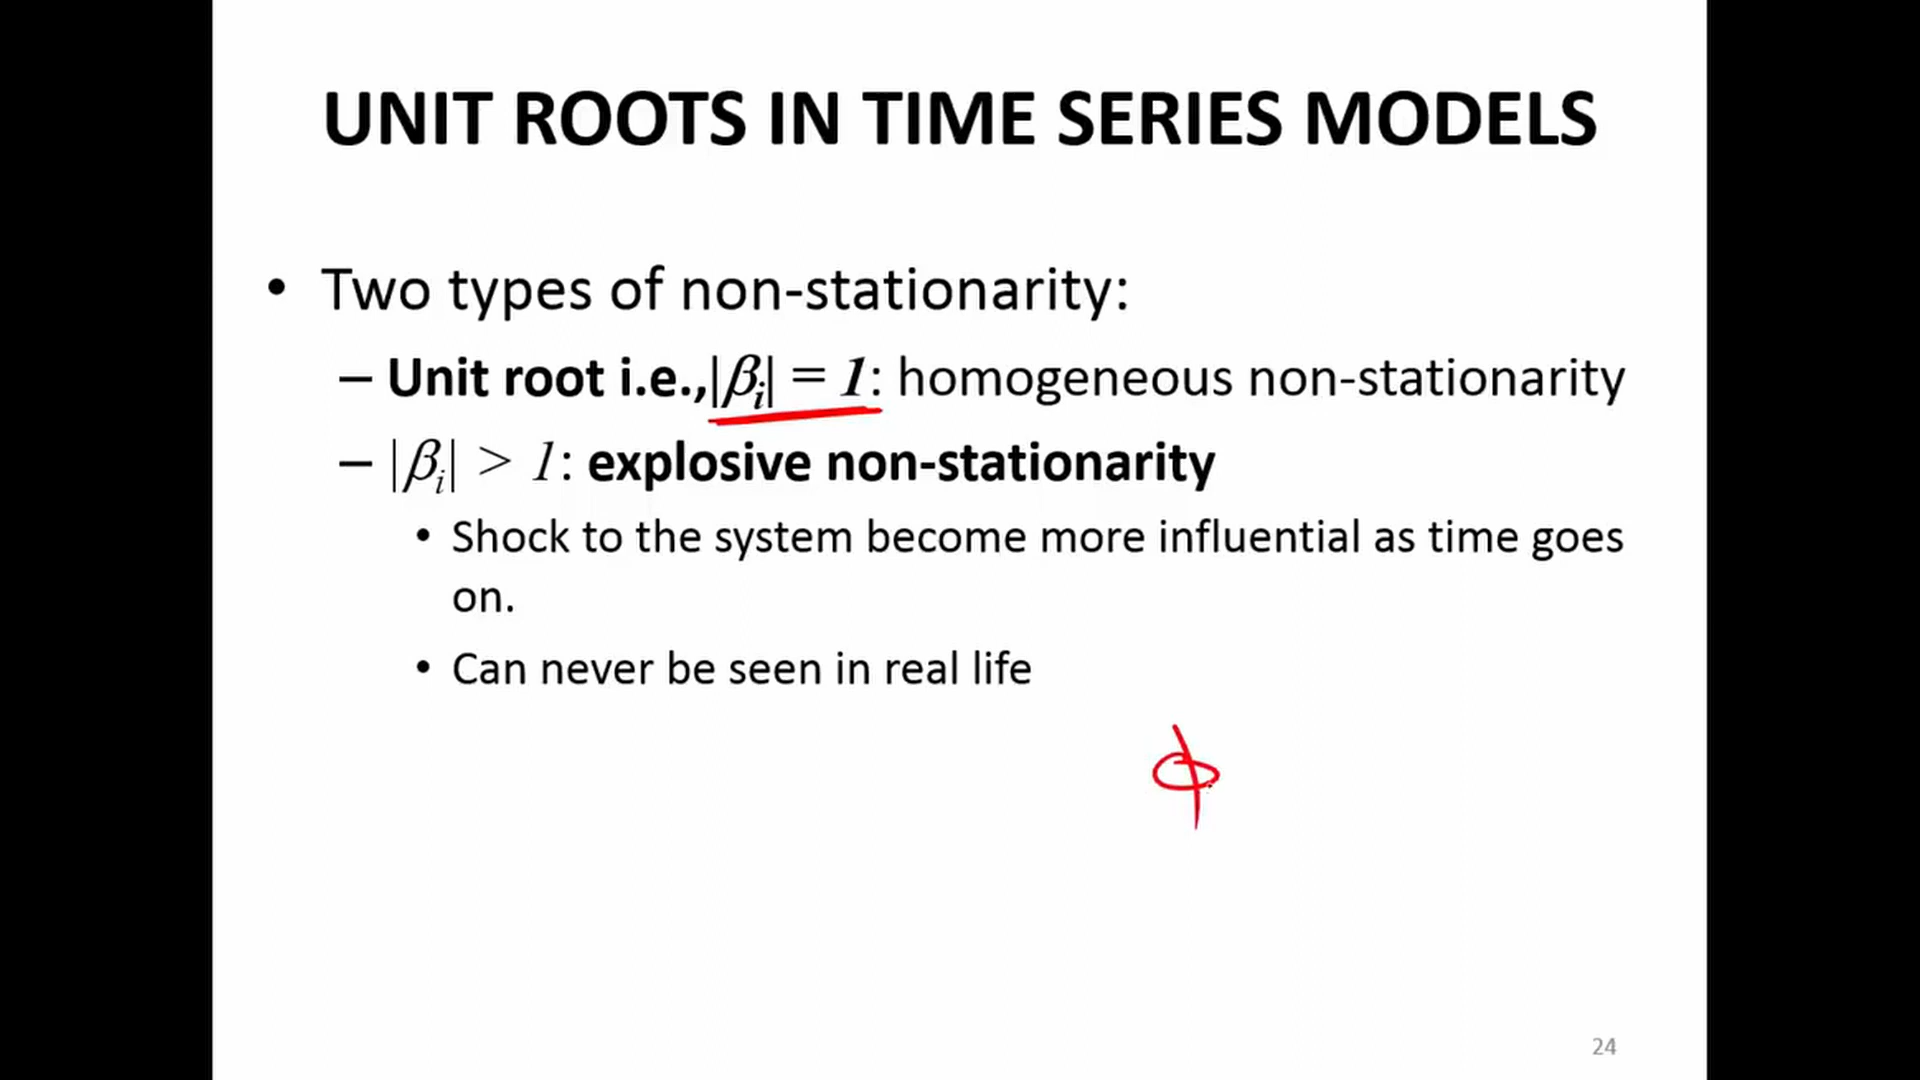 UNIT ROOTS IN TIME SERIES MODELS
• Two types of non-stationarity:
– Unit root i.e.,|βi| = 1: homogeneous non-stationarity
– |βi| > 1: explosive non-stationarity
• Shock to the system become more influential as time goes
on.
• Can never be seen in real life
ϕ
24